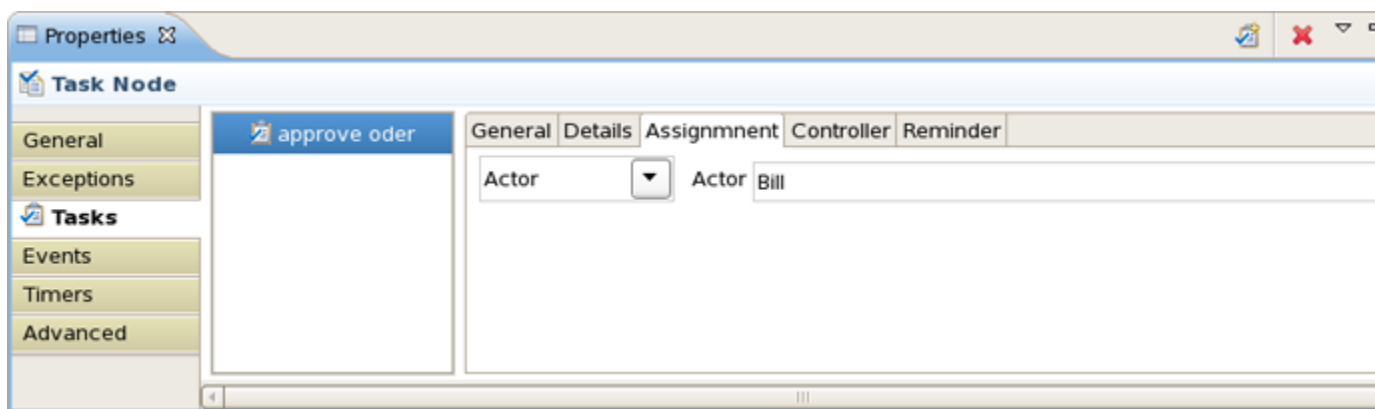 Properties
Task Node
General
Exceptions
Tasks
Events
Timers
Advanced
approve oder
General Details Assignmnent Controller Reminder
Actor Actor Bill